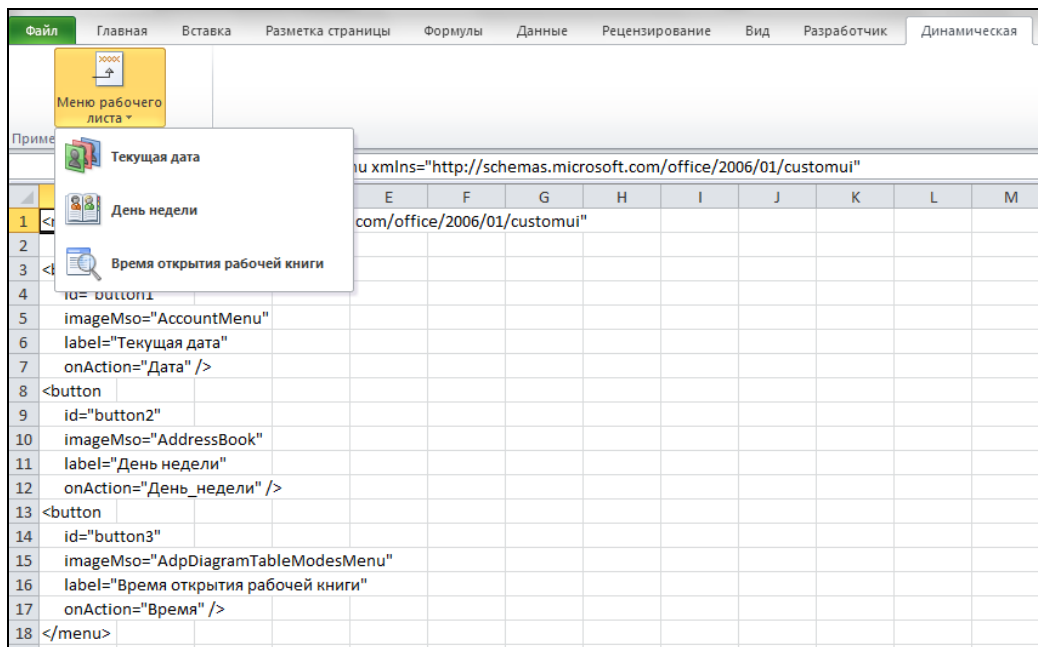 Файл Главная Вставка Разметка страницы Формулы Данные Рецензирование Вид Разработчик Динамическая
Меню рабочего
листа
Приме
Текущая дата
День недели
Время открытия рабочей книги
nu xmlns="http://schemas.microsoft.com/office/2006/01/customui"
E F G H I J K L M
1 com/office/2006/01/customui"
2
3
4 id="button1
5 imageMso="AccountMenu"
6 label="Текущая дата"
7 onAction="Дата" />
8 <button
9 id="button2"
10 imageMso="AddressBook"
11 label="День недели"
12 onAction="День_недели" />
13 <button
14 id="button3"
15 imageMso="AdpDiagramTableModesMenu"
16 label="Время открытия рабочей книги"
17 onAction="Время" />
18 </menu>